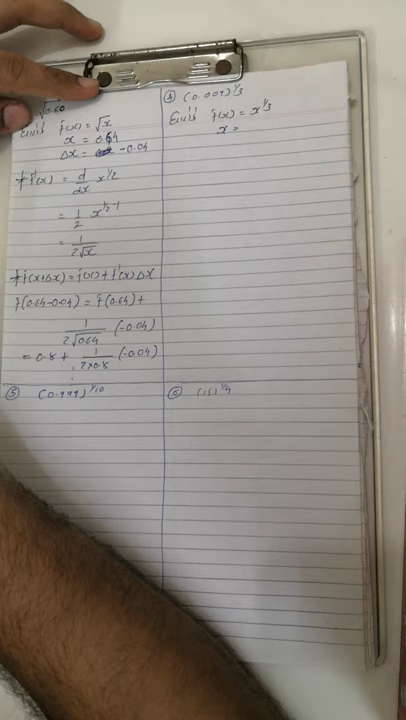 √0.60
ધારો f(x) = √x
x = 0.64
Δx = -0.04
f'(x) = d/dx x^1/2
= 1/2 x^1/2-1
= 1/2√x
f(x+Δx) = f(x) + f'(x) Δx
f(0.64-0.04) = f(0.64) +
1/2√0.64 (-0.04)
= 0.8 + 1/2×0.8 (-0.04)
④ (0.009)^1/3
ધારો f(x) = x^1/3
x =
⑤ (0.999)^1/10
⑥ (15)^1/4